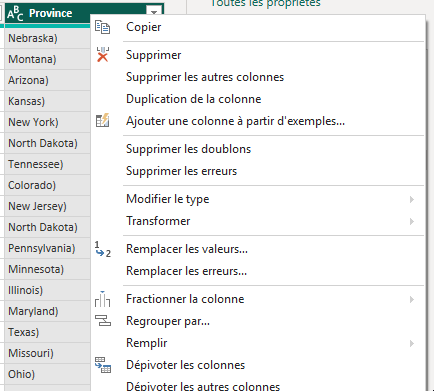 Toutes les propriétés
ABC Province
Copier
Nebraska)
Supprimer
Montana)
Supprimer les autres colonnes
Arizona)
Duplication de la colonne
Kansas)
Ajouter une colonne à partir d'exemples...
New York)
North Dakota)
Supprimer les doublons
Tennessee)
Supprimer les erreurs
Colorado)
Modifier le type
New Jersey)
Transformer
North Dakota)
Pennsylvania)
1 2 Remplacer les valeurs...
Minnesota)
Remplacer les erreurs...
Illinois)
Fractionner la colonne
Maryland)
Regrouper par...
Texas)
Remplir
Missouri)
Dépivoter les colonnes
Ohio)
Dépivoter les autres colonnes